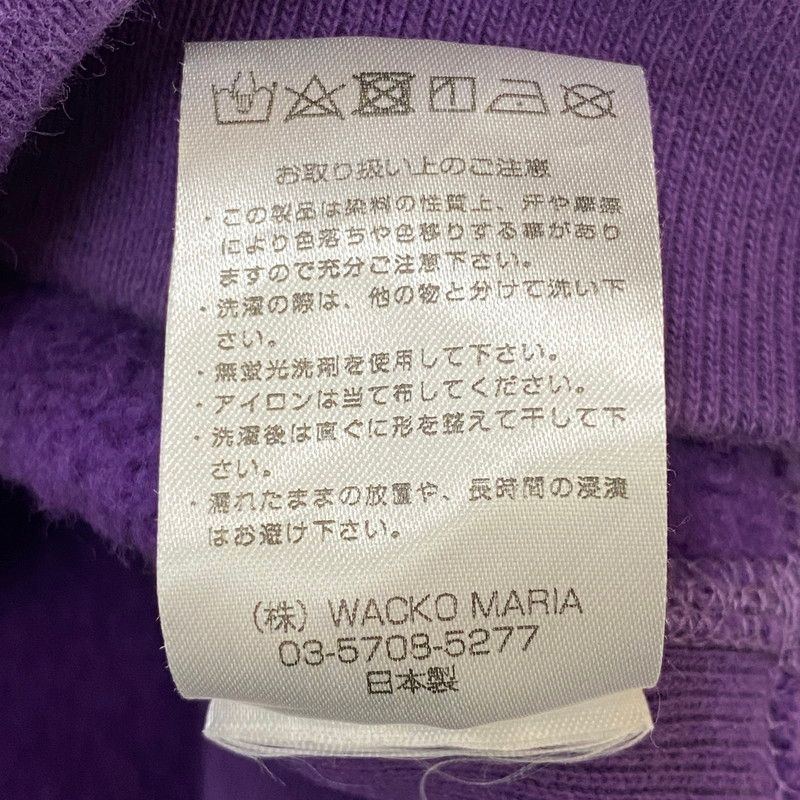 お取り扱い上のご注意
・この製品は染料の性質上、汗や摩擦
により色落ちや色移りする事があり
ますので充分ご注意下さい。
・洗濯の際は、他の物と分けて洗い下
さい。
・無蛍光洗剤を使用して下さい。
・アイロンは当て布してください。
・洗濯後は直ぐに形を整えて干して下
さい。
・濡れたままの放置や、長時間の浸漬
はお避け下さい。
(株) WACKO MARIA
03-5708-5277
日本製